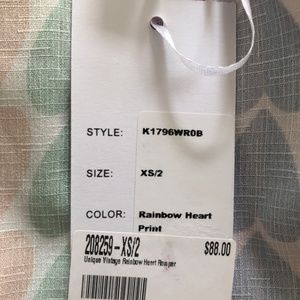 STYLE: K1796WR0B
SIZE: XS/2
COLOR: Rainbow Heart
Print
208259-XS/2
$88.00
Unique Vintage Rainbow Heart Romper